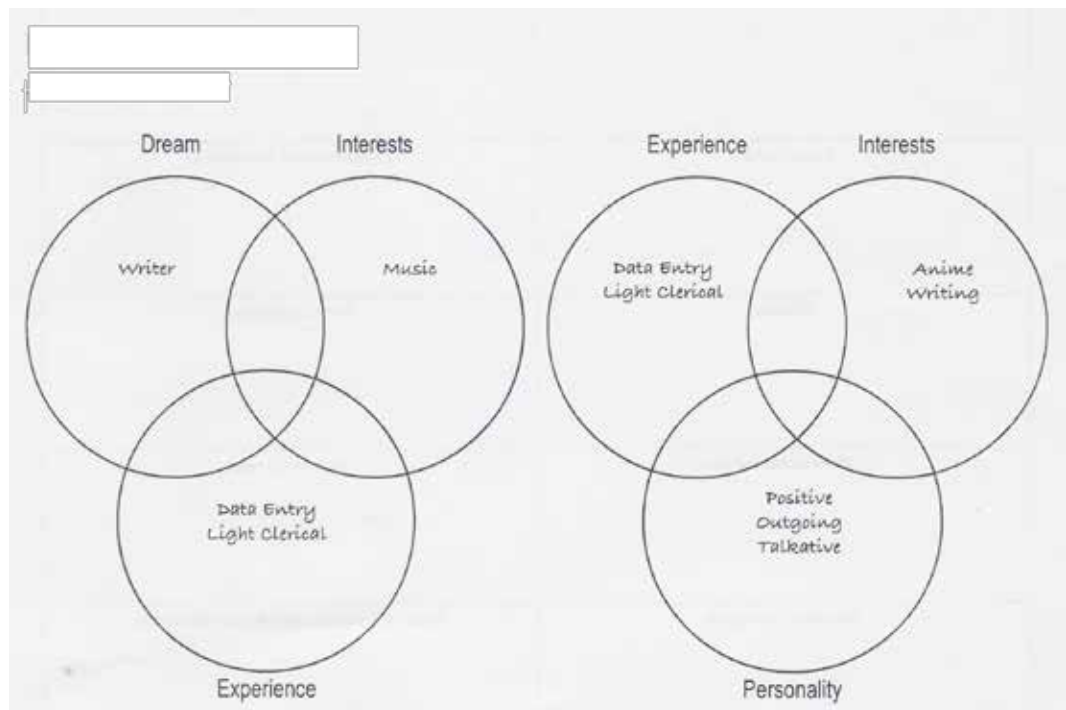 Dream
Interests
Writer
Music
Data Entry
Light Clerical
Experience
Experience
Interests
Data Entry
Light Clerical
Anime
Writing
Positive
Outgoing
Talkative
Personality